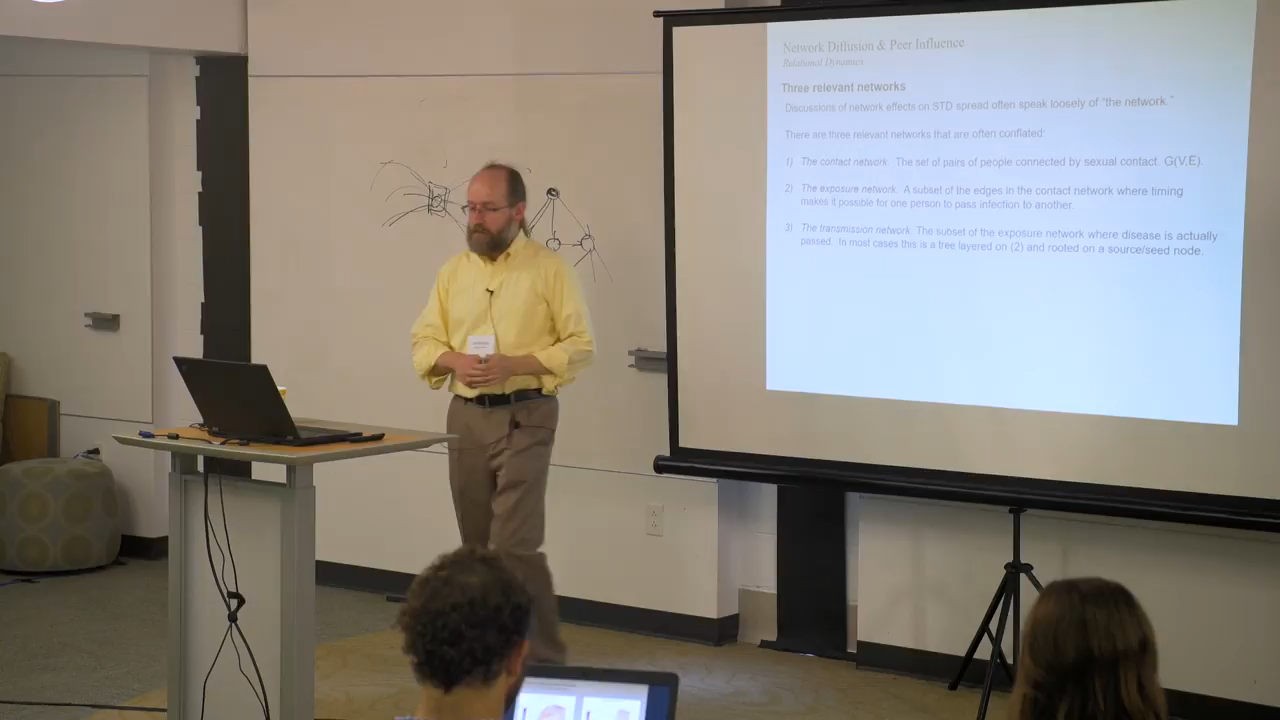 Network Diffusion & Peer Influence
Relational Dynamics
Three relevant networks
Discussions of network effects on STD spread often speak loosely of "the network."
There are three relevant networks that are often conflated:
1) The contact network. The set of pairs of people connected by sexual contact. G(V,E).
2) The exposure network. A subset of the edges in the contact network where timing
makes it possible for one person to pass infection to another.
3) The transmission network. The subset of the exposure network where disease is actually
passed. In most cases this is a tree layered on (2) and rooted on a source/seed node.